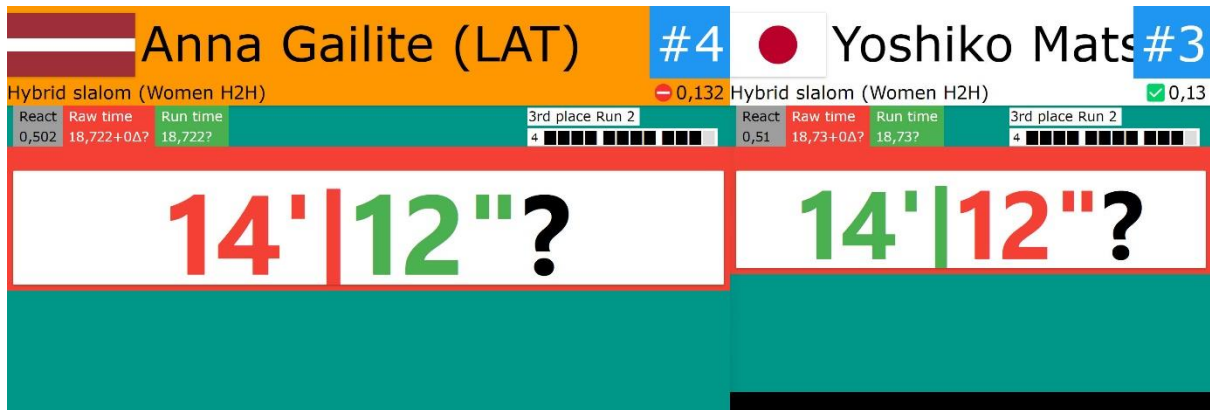 Anna Gailite (LAT)
#4
Hybrid slalom (Women H2H)
0,132
React Raw time Run time
0,502 18,722+0Δ? 18,722?
3rd place Run 2
4
14'|12"?
Yoshiko Mats
#3
Hybrid slalom (Women H2H)
0,13
React Raw time Run time
0,51 18,73+0Δ? 18,73?
3rd place Run 2
4
14'|12"?